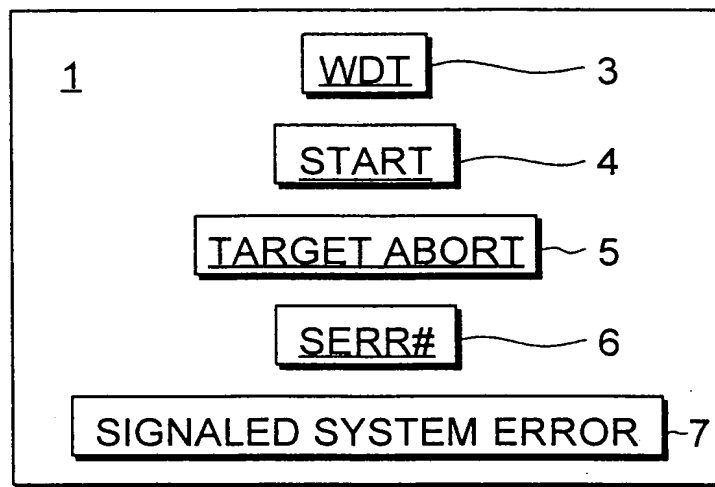 1
WDT 3
START 4
TARGET ABORT 5
SERR# 6
SIGNALED SYSTEM ERROR 7